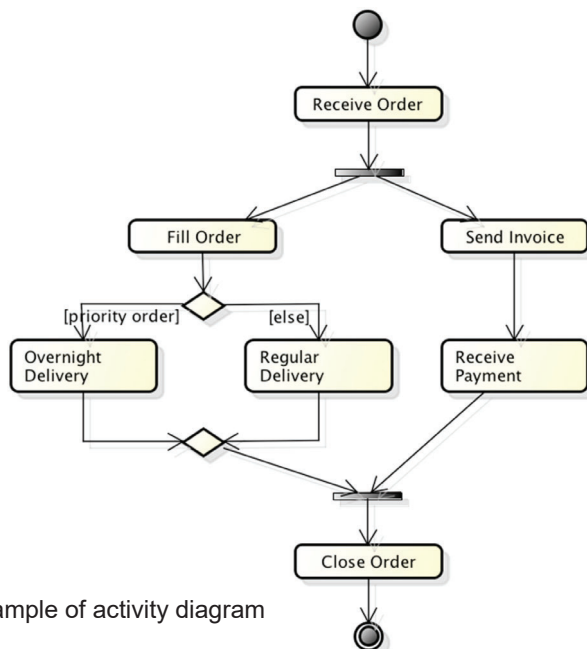 Receive Order
Fill Order
Send Invoice
[priority order]
[else]
Overnight
Delivery
Regular
Delivery
Receive
Payment
Close Order
ample of activity diagram